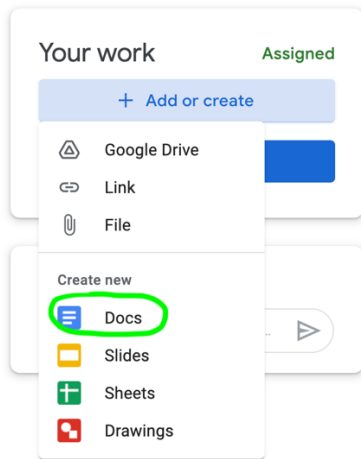 Your work Assigned
+ Add or create
Google Drive
Link
File
Create new
Docs
Slides
Sheets
Drawings